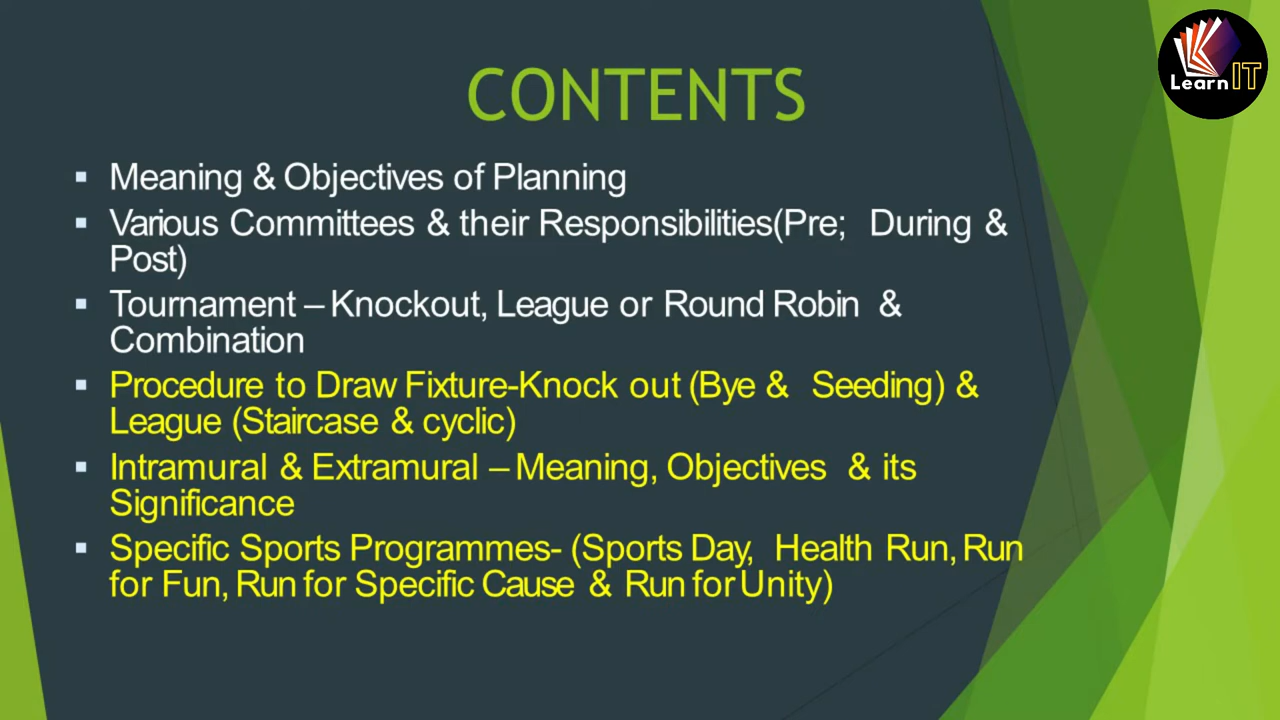 Learn IT
CONTENTS
▪ Meaning & Objectives of Planning
▪ Various Committees & their Responsibilities(Pre; During &
Post)
▪ Tournament – Knockout, League or Round Robin &
Combination
▪ Procedure to Draw Fixture-Knock out (Bye & Seeding) &
League (Staircase & cyclic)
▪ Intramural & Extramural – Meaning, Objectives & its
Significance
▪ Specific Sports Programmes- (Sports Day, Health Run, Run
for Fun, Run for Specific Cause & Run for Unity)